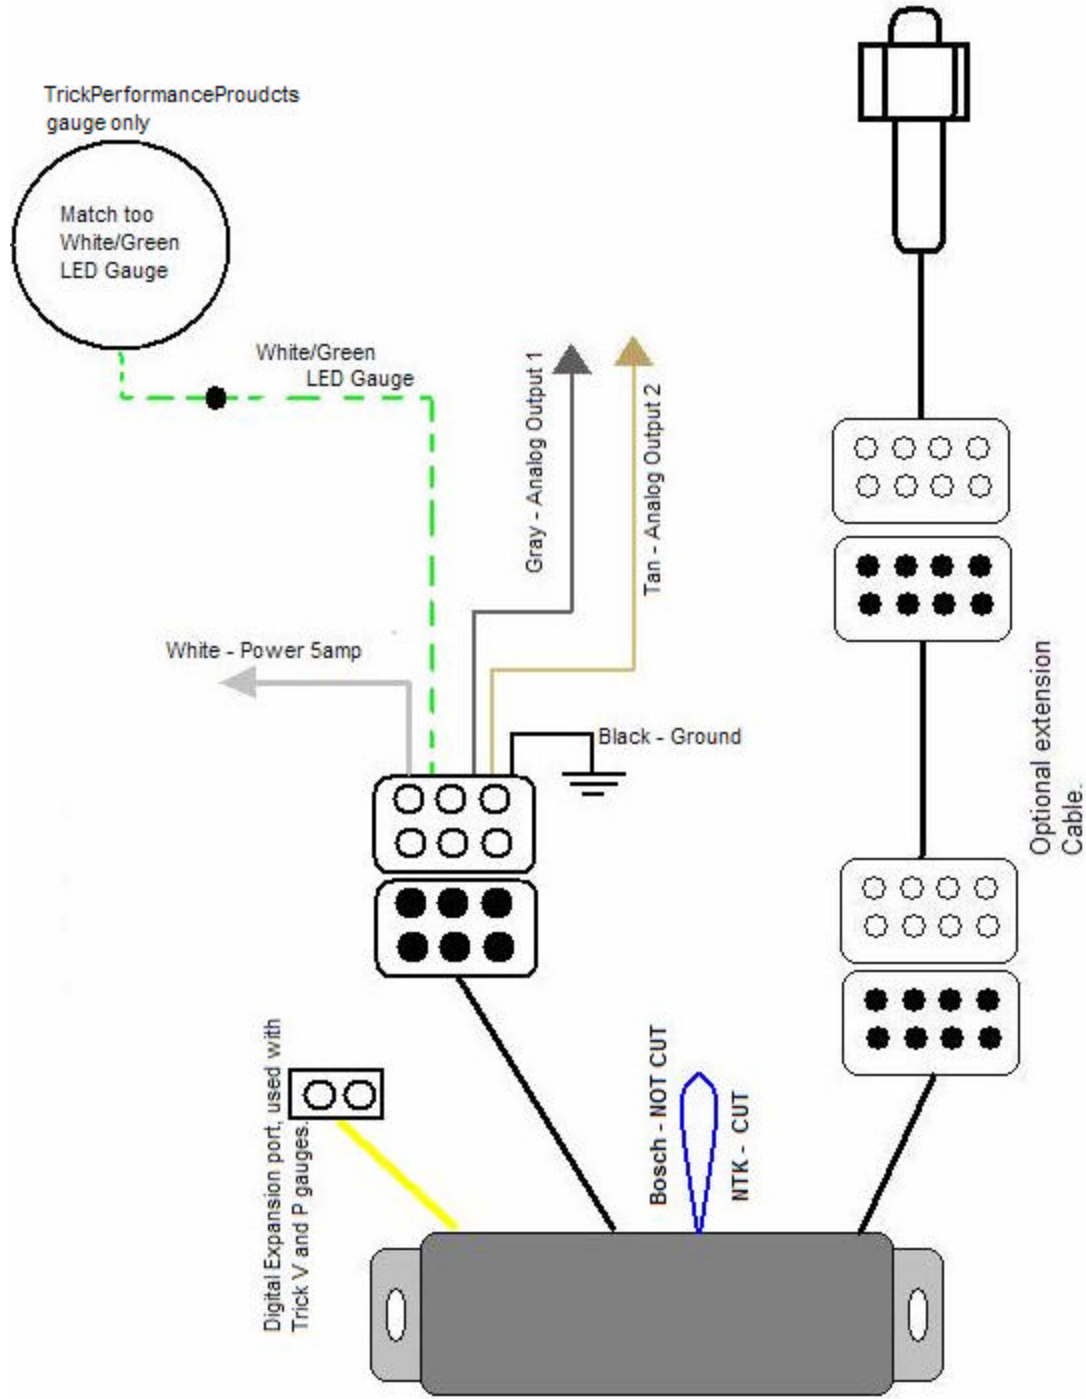 TrickPerformanceProudcts
gauge only
Match too
White/Green
LED Gauge
White/Green
LED Gauge
Gray - Analog Output 1
Tan - Analog Output 2
White - Power 5amp
Black - Ground
Optional extension
Cable.
Digital Expansion port, used with
Trick V and P gauges.
Bosch - NOT CUT
NTK - CUT